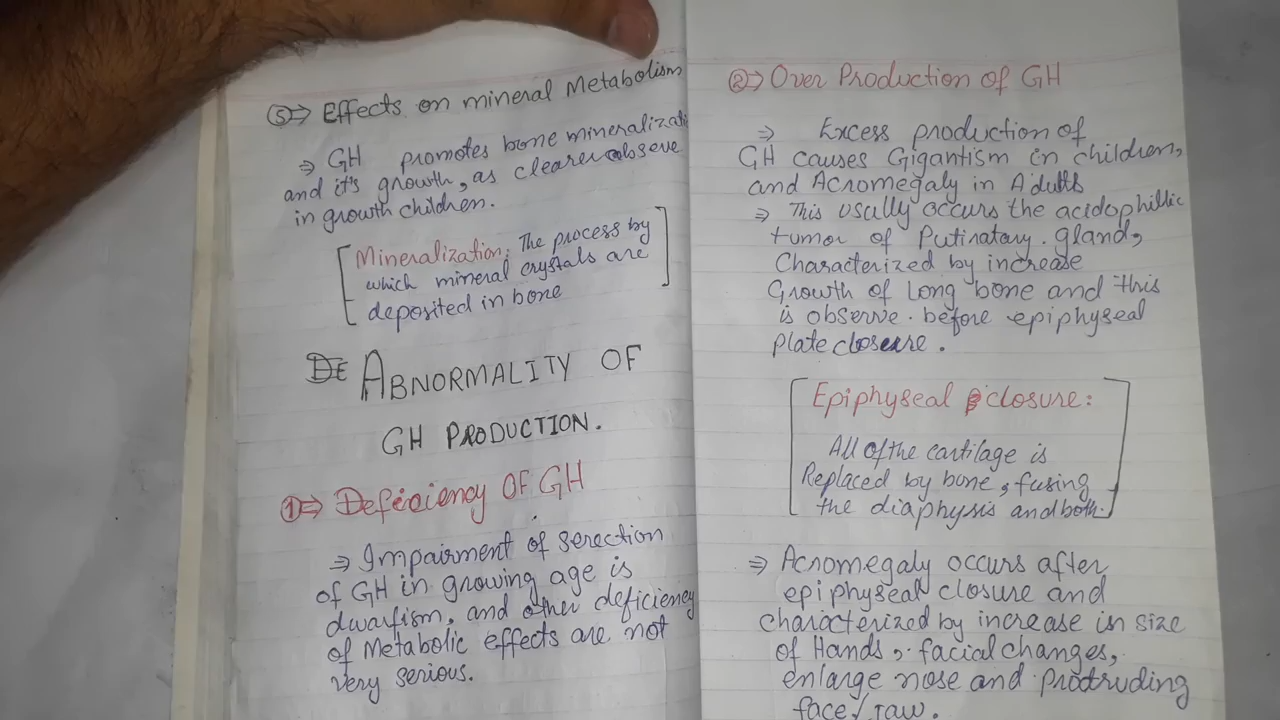 ⑤⇒ Effects on mineral Metabolism
⇒ GH promotes bone mineralizati
and it's growth, as clearer observe
in growth children.
[Mineralization: The process by
which mineral crystals are
deposited in bone]
DE ABNORMALITY OF
GH PRODUCTION.
①⇒ Deficiency OF GH
⇒ Impairment of serection
of GH in growing age is
dwarfism, and other deficiency
of Metabolic effects are not
very serious.
②⇒ Over Production of GH
⇒ Excess production of
GH causes Gigantism in children,
and Acromegaly in Adults
⇒ This usually occurs the acidophillic
tumor of Putinatary. gland,
Characterized by increase
Growth of Long bone and this
is observe. before epiphyseal
Plate closure.
[Epiphyseal closure:
All of the cartilage is
Replaced by bone, fusing
the diaphysis and both.]
⇒ Acromegaly occurs after
epiphyseal closure and
characterized by increase in size
of Hands, facial changes,
enlarge nose and protruding
face/Jaw.